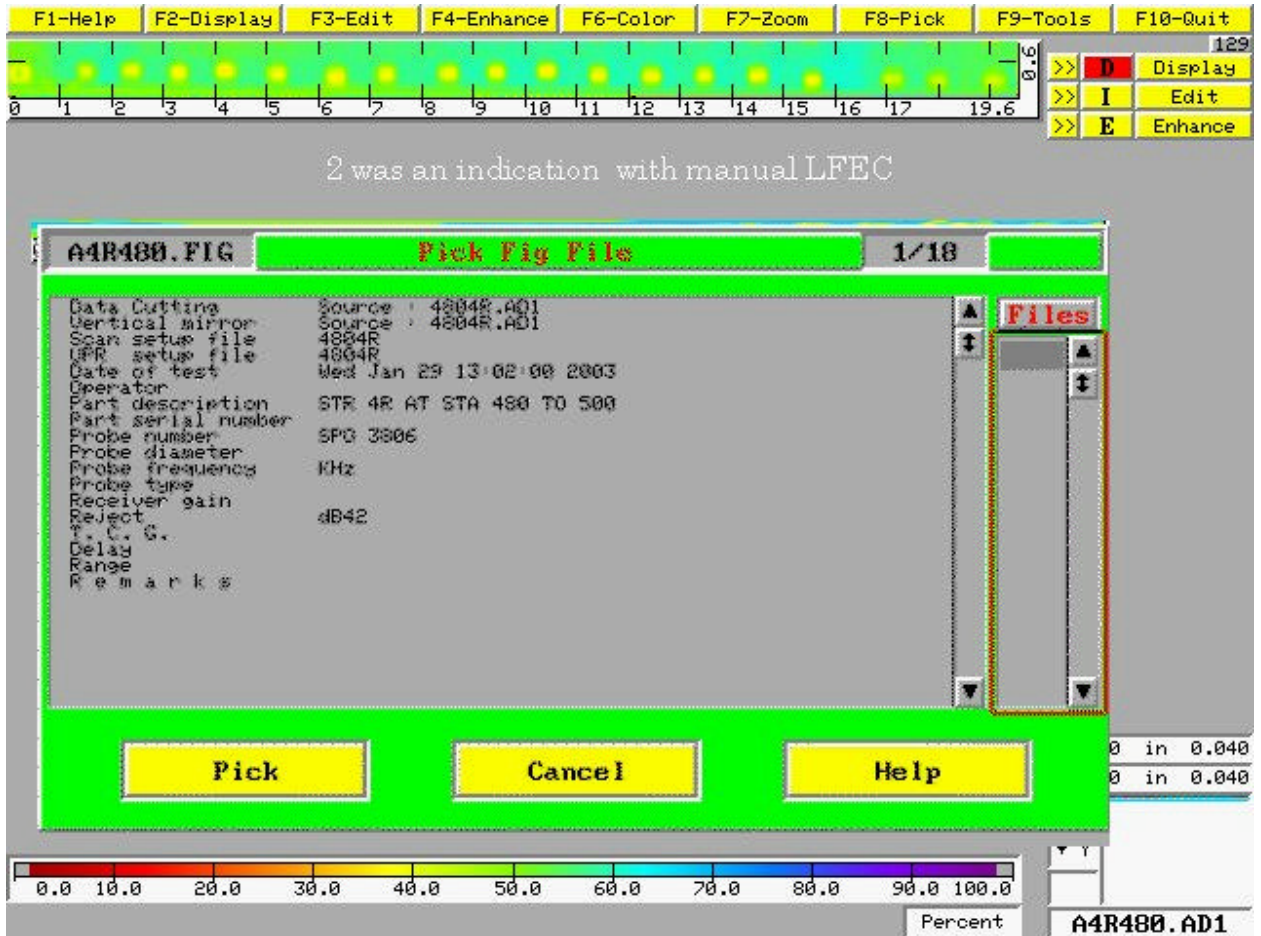 F1-Help F2-Display F3-Edit F4-Enhance F6-Color F7-Zoom F8-Pick F9-Tools F10-Quit
129
0.6
>> D Display
0 1 2 3 4 5 6 7 8 9 10 11 12 13 14 15 16 17 19.6
>> I Edit
>> E Enhance
2 was an indication with manual LFEC
A4R480.FIG Pick Fig File 1/18
Data Cutting Source : 4804R.AD1
Vertical mirror Source : 4804R.AD1
Scan setup file 4804R
UPR setup file 4804R
Date of test Wed Jan 29 13:02:00 2003
Operator
Part description STR 4R AT STA 480 TO 500
Part serial number
Probe number SPO 3806
Probe diameter
Probe frequency KHz
Probe type
Receiver gain
Reject dB42
T. C. G.
Delay
Range
R e m a r k s
Files
Pick Cancel Help
0 in 0.040
0 in 0.040
0.0 10.0 20.0 30.0 40.0 50.0 60.0 70.0 80.0 90.0 100.0
Percent
A4R480.AD1